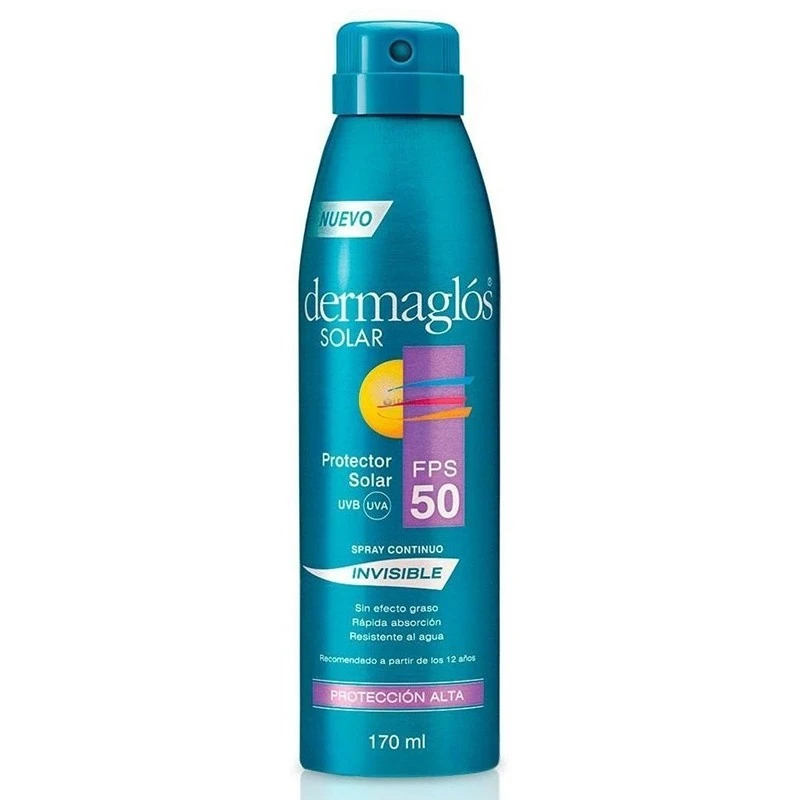 NUEVO
dermaglós®
SOLAR
Protector
Solar
UVB UVA
FPS
50
SPRAY CONTINUO
INVISIBLE
Sin efecto graso
Rápida absorción
Resistente al agua
Recomendado a partir de los 12 años
PROTECCIÓN ALTA
170 ml